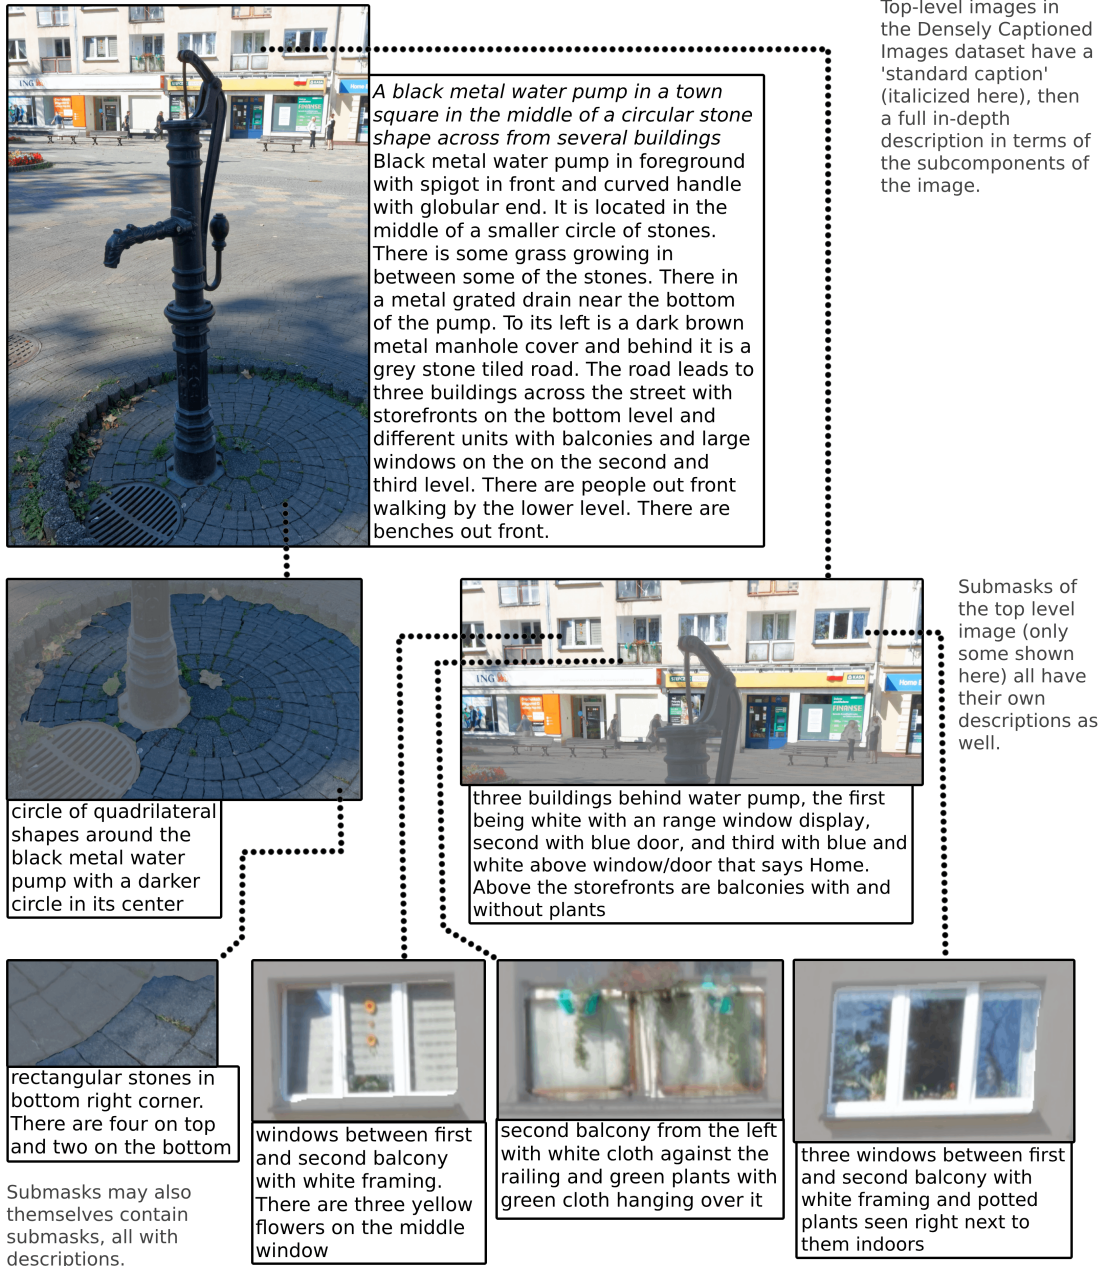 Top-level images in
the Densely Captioned
Images dataset have a
'standard caption'
(italicized here), then
a full in-depth
description in terms of
the subcomponents of
the image.
ING
A black metal water pump in a town
square in the middle of a circular stone
shape across from several buildings
Black metal water pump in foreground
with spigot in front and curved handle
with globular end. It is located in the
middle of a smaller circle of stones.
There is some grass growing in
between some of the stones. There in
a metal grated drain near the bottom
of the pump. To its left is a dark brown
metal manhole cover and behind it is a
grey stone tiled road. The road leads to
three buildings across the street with
storefronts on the bottom level and
different units with balconies and large
windows on the on the second and
third level. There are people out front
walking by the lower level. There are
benches out front.
ING
Home
Submasks of
the top level
image (only
some shown
here) all have
their own
descriptions as
well.
circle of quadrilateral
shapes around the
black metal water
pump with a darker
circle in its center
three buildings behind water pump, the first
being white with an range window display,
second with blue door, and third with blue and
white above window/door that says Home.
Above the storefronts are balconies with and
without plants
rectangular stones in
bottom right corner.
There are four on top
and two on the bottom
windows between first
and second balcony
with white framing.
There are three yellow
flowers on the middle
window
second balcony from the left
with white cloth against the
railing and green plants with
green cloth hanging over it
three windows between first
and second balcony with
white framing and potted
plants seen right next to
them indoors
Submasks may also
themselves contain
submasks, all with
descriptions.